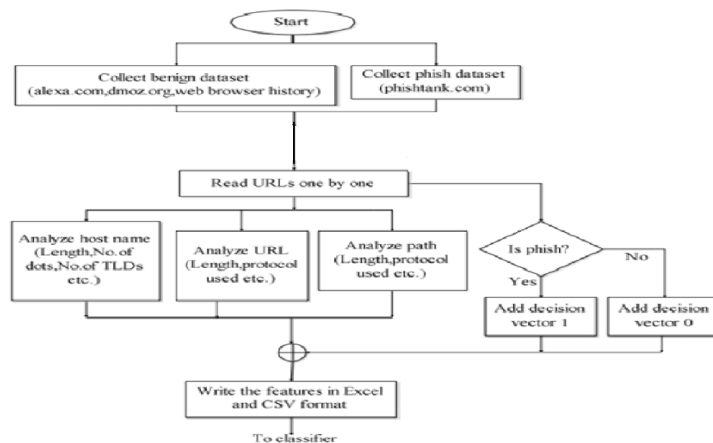 Start
Collect benign dataset
(alexa.com,dmoz.org,web browser history)
Collect phish dataset
(phishtank.com)
Read URLs one by one
Analyze host name
(Length,No.of
dots,No.of TLDs
etc.)
Analyze URL
(Length,protocol
used etc.)
Analyze path
(Length,protocol
used etc.)
Is phish?
Yes
No
Add decision
vector 1
Add decision
vector 0
Write the features in Excel
and CSV format
To classifier